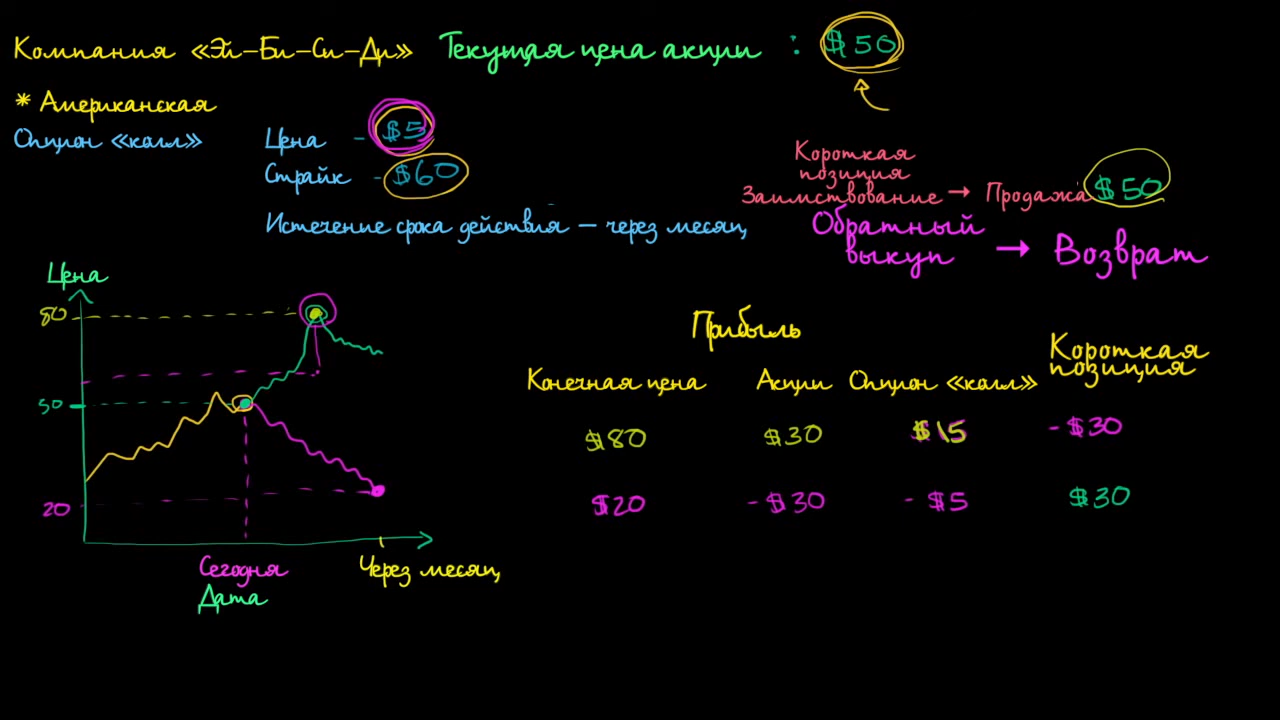 Компания «Эй-Би-Си-Ди» Текущая цена акции : $50
* Американская
Опцион «колл» Цена - $5
Страйк - $60
Истечение срока действия – через месяц
Короткая
позиция
Заимствование → Продажа $50
Обратный
выкуп → Возврат
Цена
80
50
20
Сегодня
Дата
Через месяц
Прибыль
Конечная цена Акции Опцион «колл» Короткая
позиция
$80 $30 $15 - $30
$20 - $30 - $5 $30